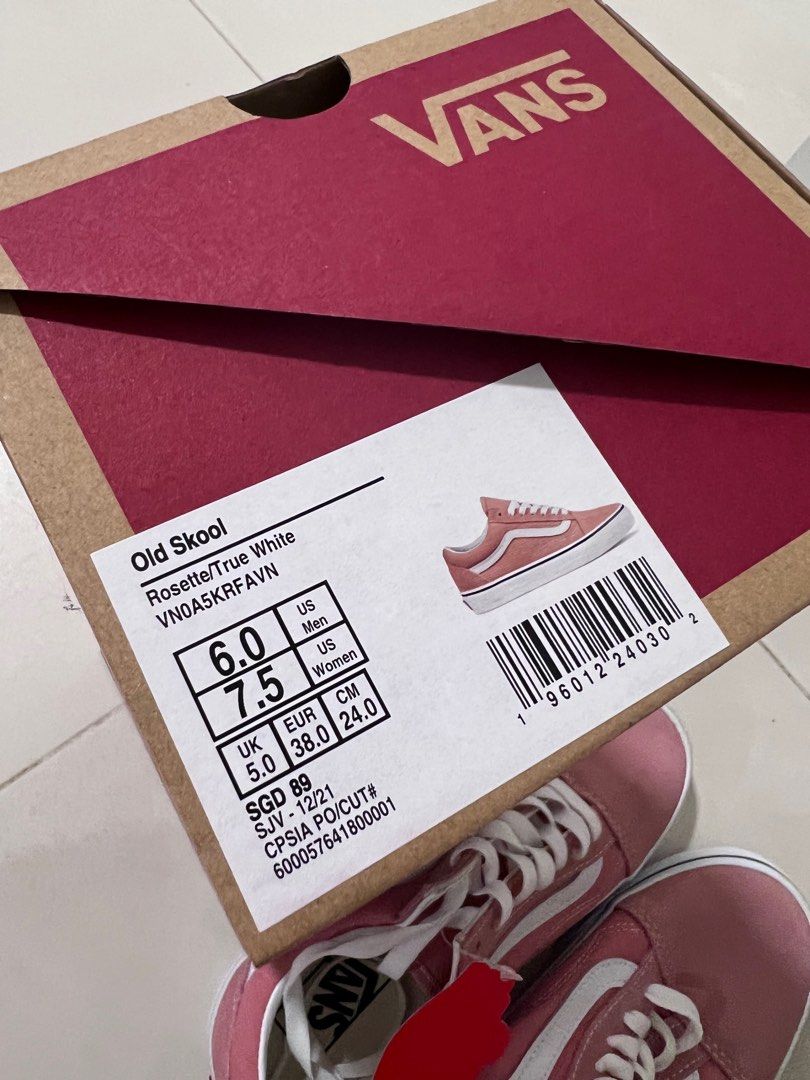 VANS
Old Skool
Rosette/True White
VN0A5KRFAVN
6.0 US Men
7.5 US Women
UK 5.0 EUR 38.0 CM 24.0
SGD 89
SJV - 12/21
CPSIA PO/CUT#
600057641800001
1 96012 24030 2
VANS